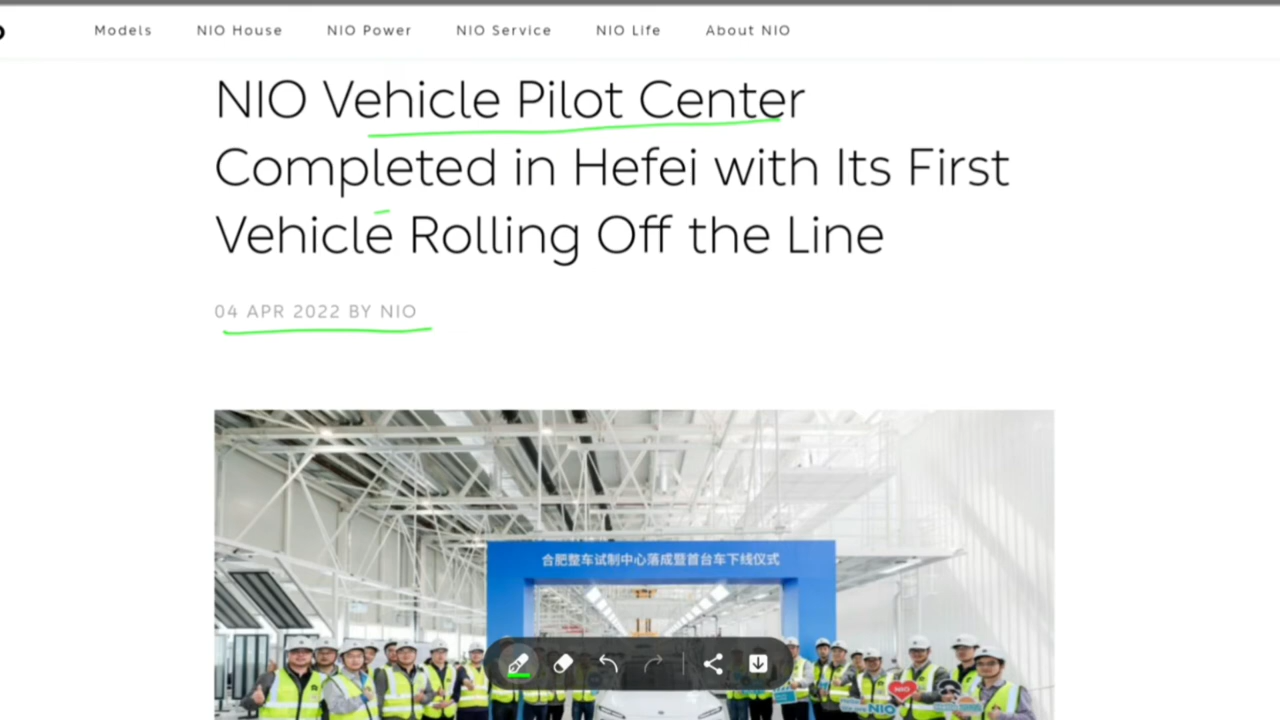 Models NIO House NIO Power NIO Service NIO Life About NIO
NIO Vehicle Pilot Center
Completed in Hefei with Its First
Vehicle Rolling Off the Line
04 APR 2022 BY NIO
合肥整车试制中心落成暨首台车下线仪式
NIO
NIO